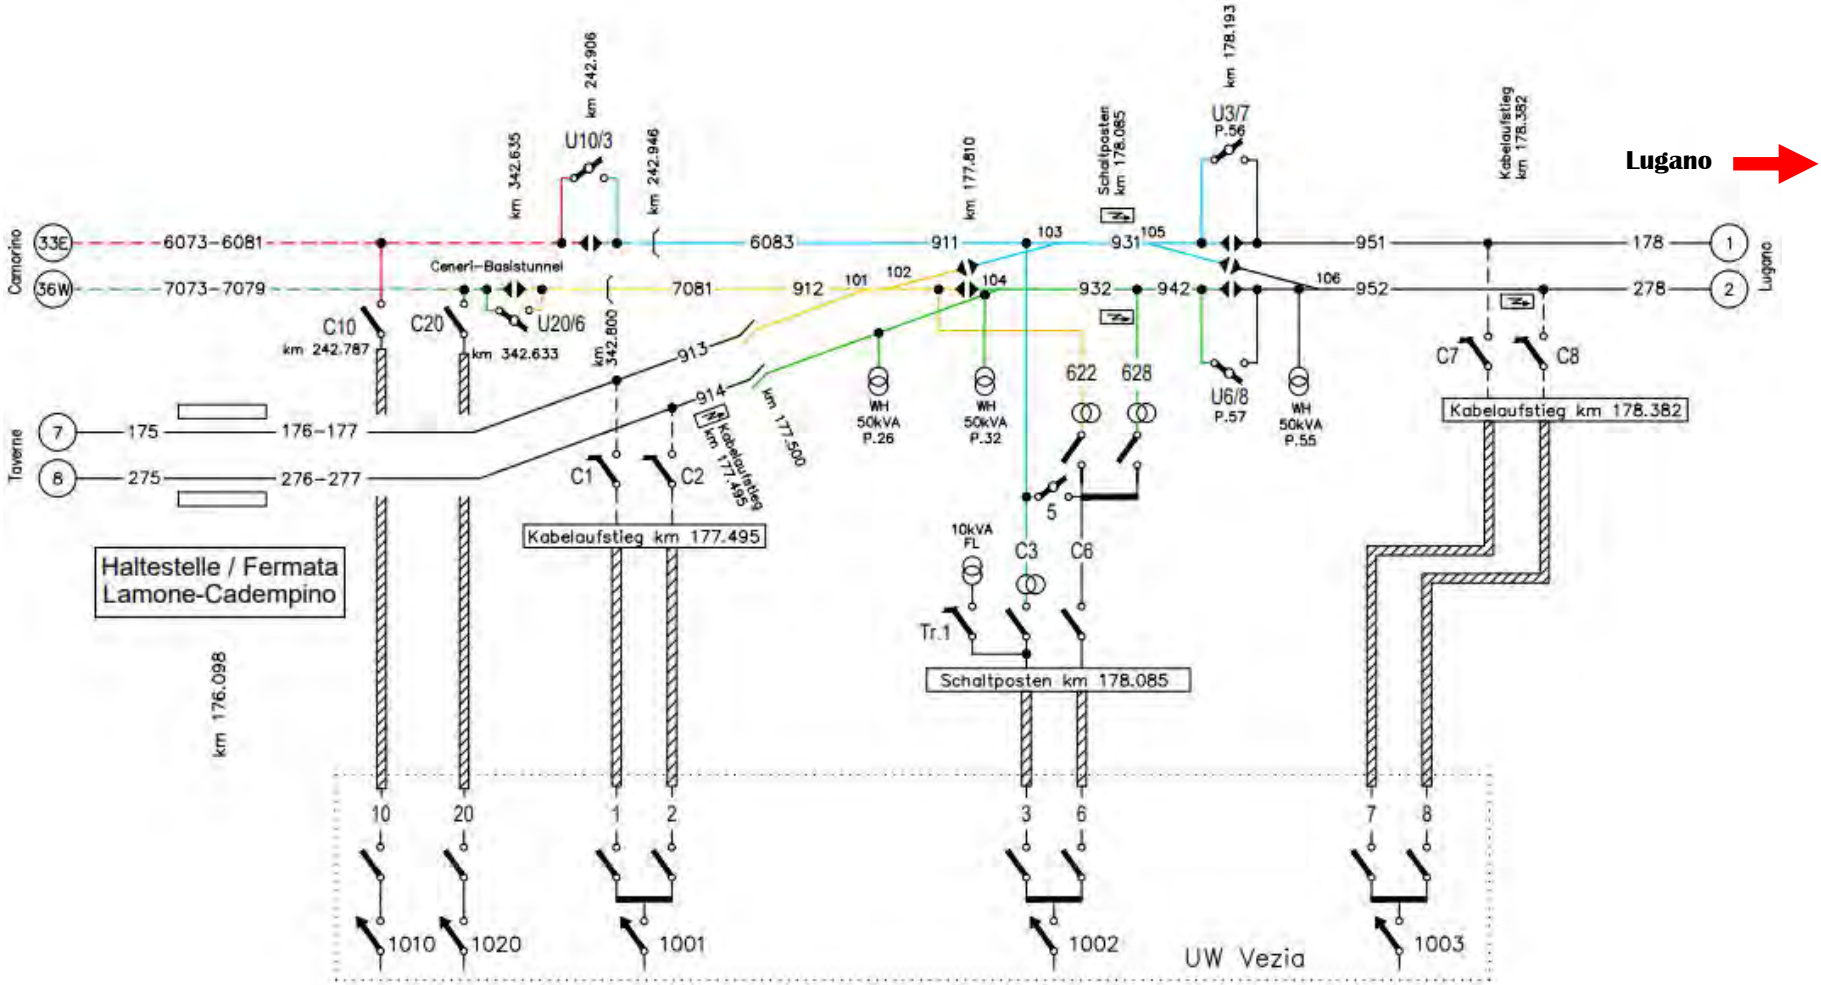 km 242.906
km 178.193
U10/3
km 342.635
km 242.946
km 177.810
Schaltposten
km 178.085
U3/7
P.56
Kabelaufstieg
km 178.382
Lugano
Camorino
33E
6073-6081
6083
911
103
931
105
951
178
1
Lugano
Ceneri-Basistunnel
36W
7073-7079
7081
912
101
102
104
932
942
106
952
278
2
C10
km 242.787
C20
U20/6
km 342.633
km
342.800
913
914
km 177.500
Kabelaufstieg
km 177.495
WH
50kVA
P.26
WH
50kVA
P.32
622
628
U6/8
P.57
WH
50kVA
P.55
C7
C8
Kabelaufstieg km 178.382
Taverne
7
175
176-177
8
275
276-277
C1
C2
5
Kabelaufstieg km 177.495
10kVA
FL
C3
C6
Haltestelle / Fermata
Lamone-Cadempino
Tr.1
km 176.098
Schaltposten km 178.085
10
20
1
2
3
6
7
8
1010
1020
1001
1002
1003
UW Vezia